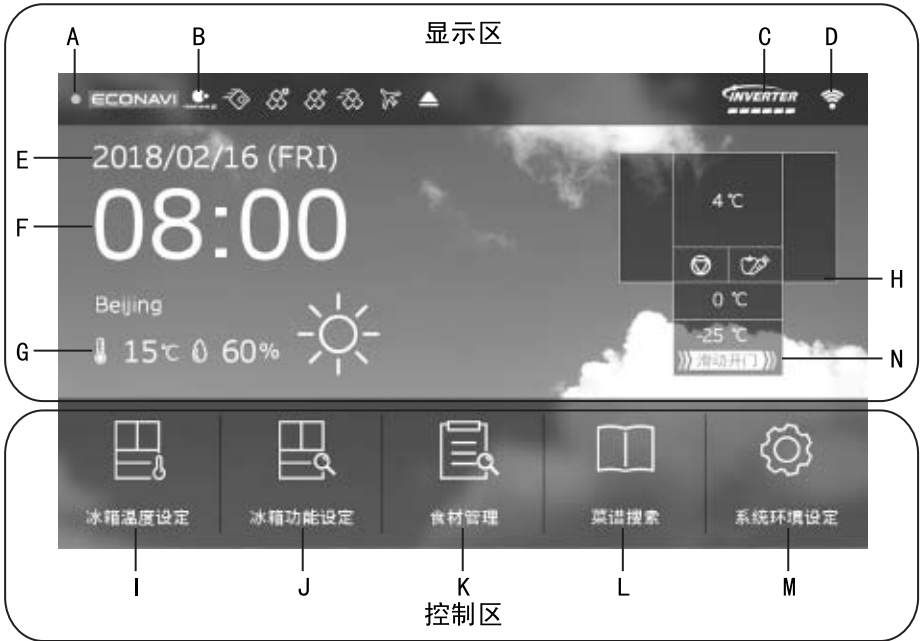 显示区
A B C D
ECONAVI INVERTER
E 2018/02/16 (FRI)
F 08:00
4℃
H
0℃
Beijing
-25℃
G 15℃ 60%
滑动开门 N
冰箱温度设定 冰箱功能设定 食材管理 菜谱搜索 系统环境设定
I J K L M
控制区